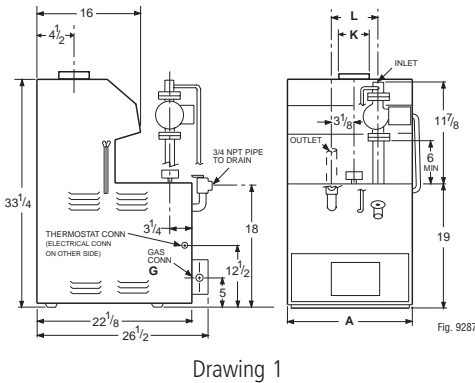 16
4 1/2
33 1/4
3/4 NPT PIPE
TO DRAIN
3 1/4
18
THERMOSTAT CONN
(ELECTRICAL CONN
ON OTHER SIDE)
GAS
CONN
G
12 1/2
5
22 1/8
26 1/2
L
K
INLET
3 1/8
OUTLET
11 7/8
6
MIN
19
A
Fig. 9287
Drawing 1